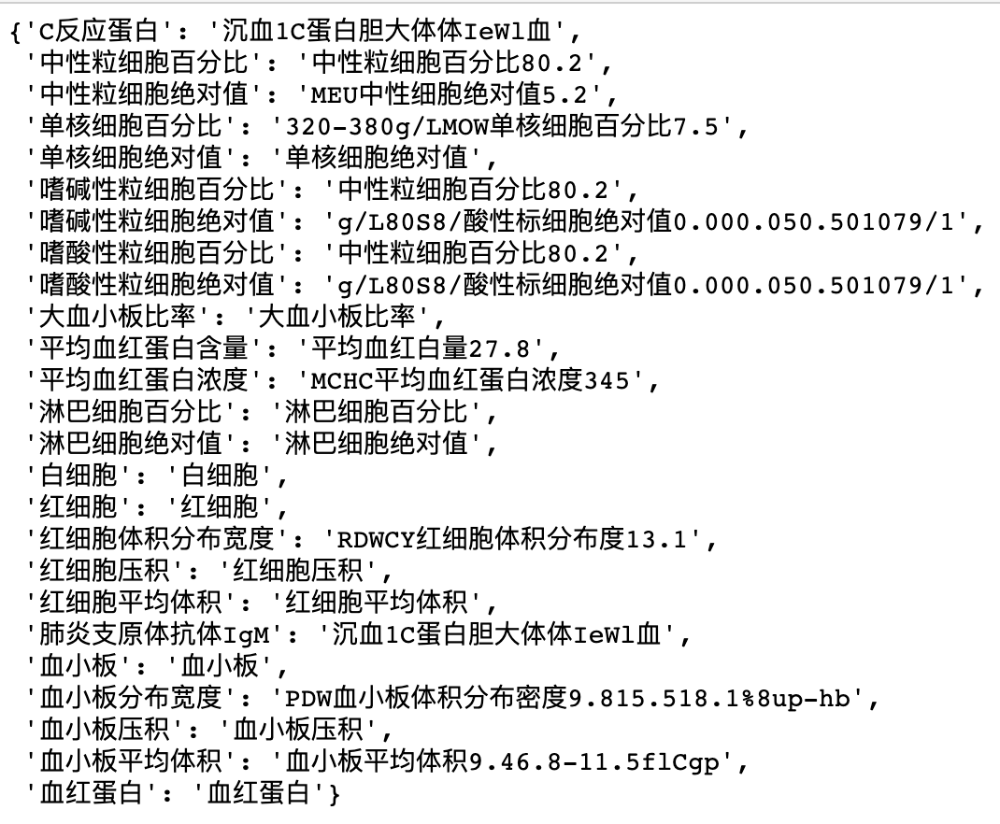 {'C反应蛋白': '沉血1C蛋白胆大体体IeWl血',
'中性粒细胞百分比': '中性粒细胞百分比80.2',
'中性粒细胞绝对值': 'MEU中性细胞绝对值5.2',
'单核细胞百分比': '320-380g/LMOW单核细胞百分比7.5',
'单核细胞绝对值': '单核细胞绝对值',
'嗜碱性粒细胞百分比': '中性粒细胞百分比80.2',
'嗜碱性粒细胞绝对值': 'g/L80S8/酸性标细胞绝对值0.000.050.501079/1',
'嗜酸性粒细胞百分比': '中性粒细胞百分比80.2',
'嗜酸性粒细胞绝对值': 'g/L80S8/酸性标细胞绝对值0.000.050.501079/1',
'大血小板比率': '大血小板比率',
'平均血红蛋白含量': '平均血红白量27.8',
'平均血红蛋白浓度': 'MCHC平均血红蛋白浓度345',
'淋巴细胞百分比': '淋巴细胞百分比',
'淋巴细胞绝对值': '淋巴细胞绝对值',
'白细胞': '白细胞',
'红细胞': '红细胞',
'红细胞体积分布宽度': 'RDWCY红细胞体积分布度13.1',
'红细胞压积': '红细胞压积',
'红细胞平均体积': '红细胞平均体积',
'肺炎支原体抗体IgM': '沉血1C蛋白胆大体体IeWl血',
'血小板': '血小板',
'血小板分布宽度': 'PDW血小板体积分布密度9.815.518.1%8up-hb',
'血小板压积': '血小板压积',
'血小板平均体积': '血小板平均体积9.46.8-11.5flCgp',
'血红蛋白': '血红蛋白'}